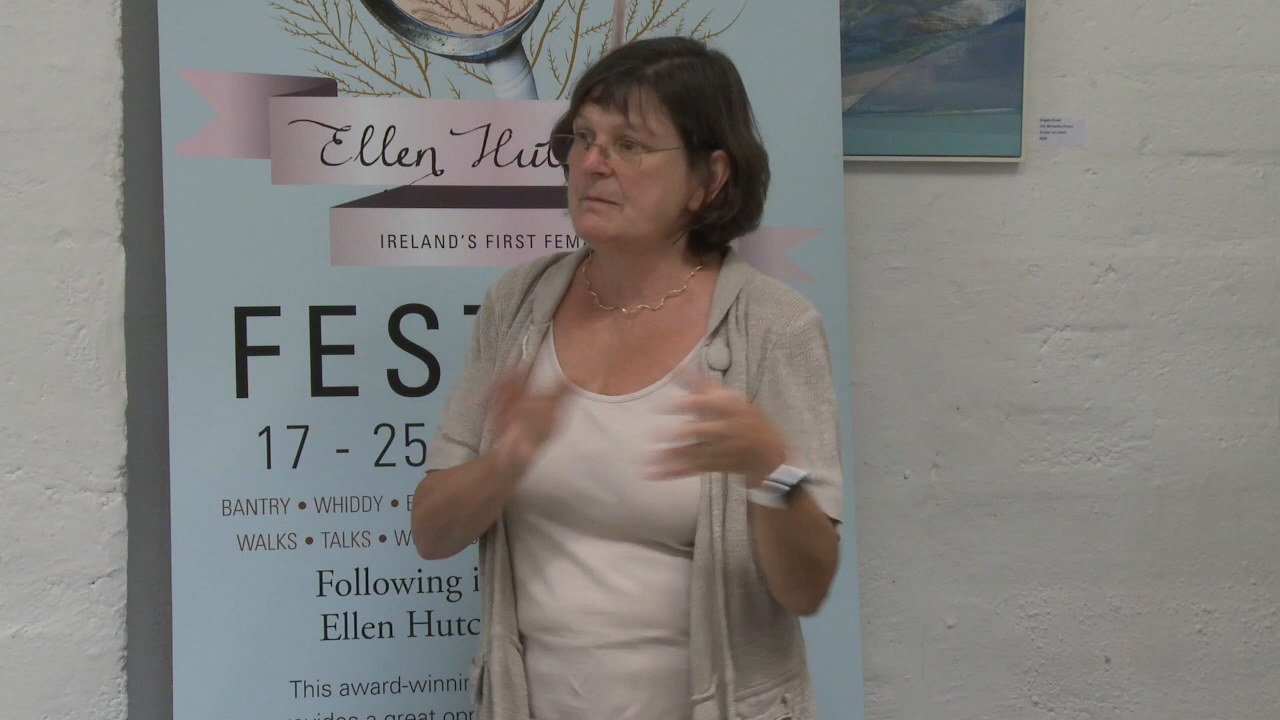 Ellen Hut
IRELAND'S FIRST FEM
FEST
17 - 25
BANTRY • WHIDDY •
WALKS • TALKS • W
Following i
Ellen Hutc
This award-winnin